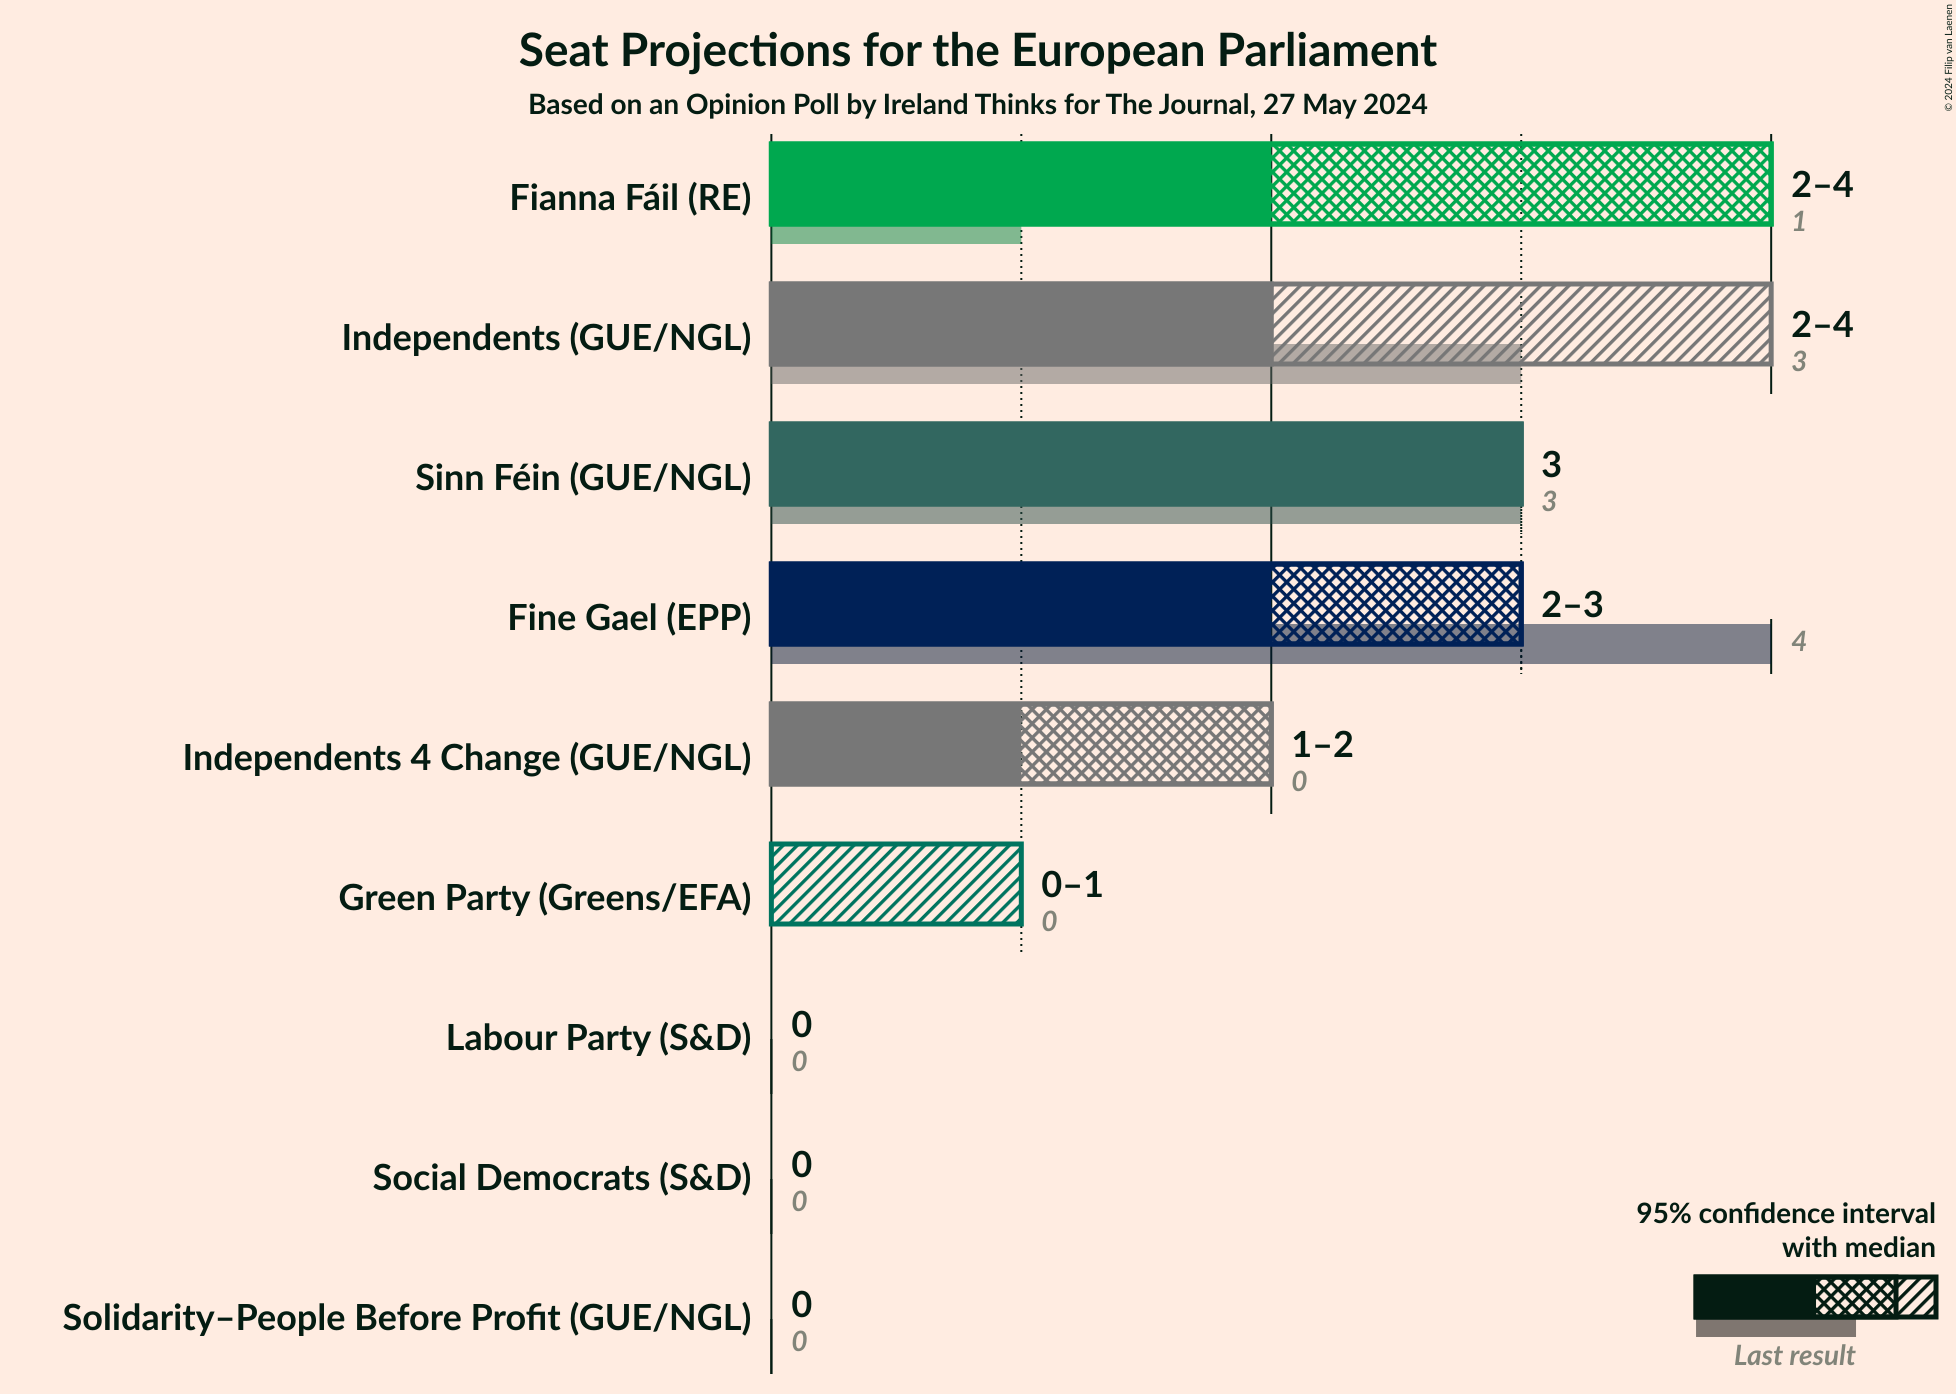 Seat Projections for the European Parliament
Based on an Opinion Poll by Ireland Thinks for The Journal, 27 May 2024
© 2024 Filip van Laenen
Fianna Fáil (RE)
2–4
1
Independents (GUE/NGL)
2–4
3
Sinn Féin (GUE/NGL)
3
3
Fine Gael (EPP)
2–3
4
Independents 4 Change (GUE/NGL)
1–2
0
Green Party (Greens/EFA)
0–1
0
Labour Party (S&D)
0
0
Social Democrats (S&D)
0
0
Solidarity–People Before Profit (GUE/NGL)
0
0
95% confidence interval
with median
Last result